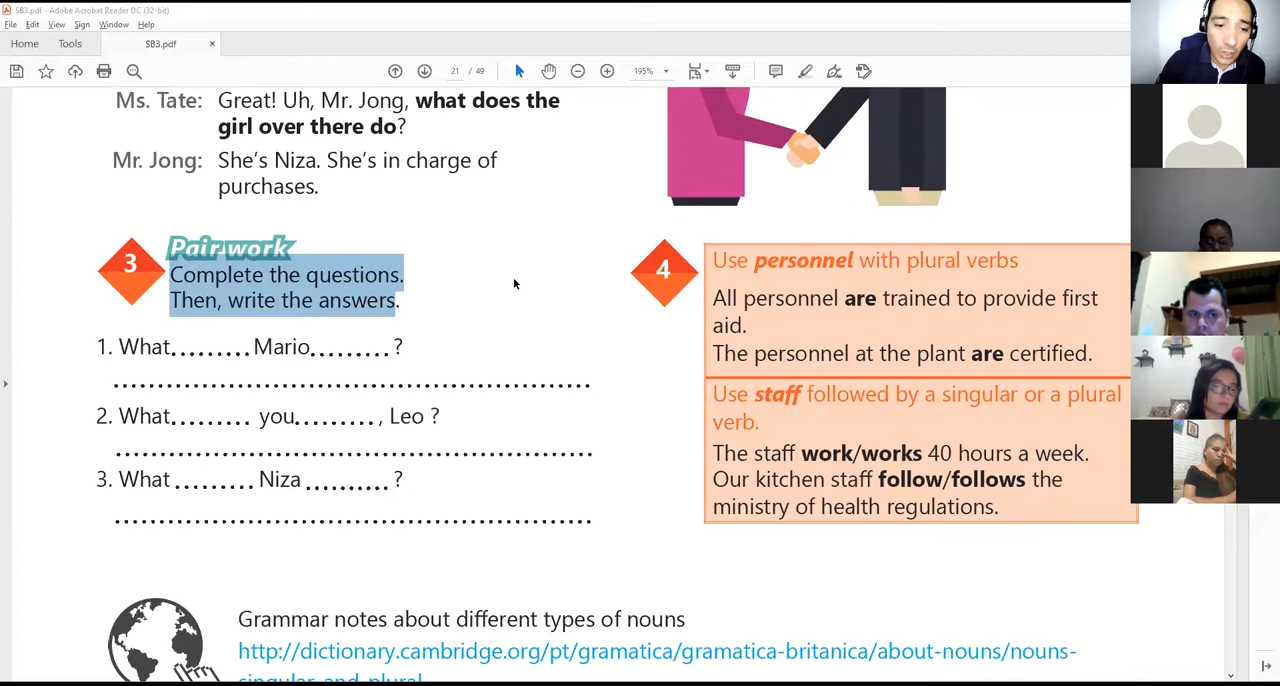 SB3.pdf - Adobe Acrobat Reader DC (32-bit)
File Edit View Sign Window Help
Home Tools SB3.pdf ×
21 / 49 195%
Ms. Tate: Great! Uh, Mr. Jong, what does the
girl over there do?
Mr. Jong: She's Niza. She's in charge of
purchases.
3 Pair work
Complete the questions.
Then, write the answers.
1. What.........Mario.........?
......................................................
2. What......... you.........., Leo ?
......................................................
3. What ......... Niza .......... ?
......................................................
4 Use personnel with plural verbs
All personnel are trained to provide first
aid.
The personnel at the plant are certified.
Use staff followed by a singular or a plural
verb.
The staff work/works 40 hours a week.
Our kitchen staff follow/follows the
ministry of health regulations.
Grammar notes about different types of nouns
http://dictionary.cambridge.org/pt/gramatica/gramatica-britanica/about-nouns/nouns-
singular-and-plural